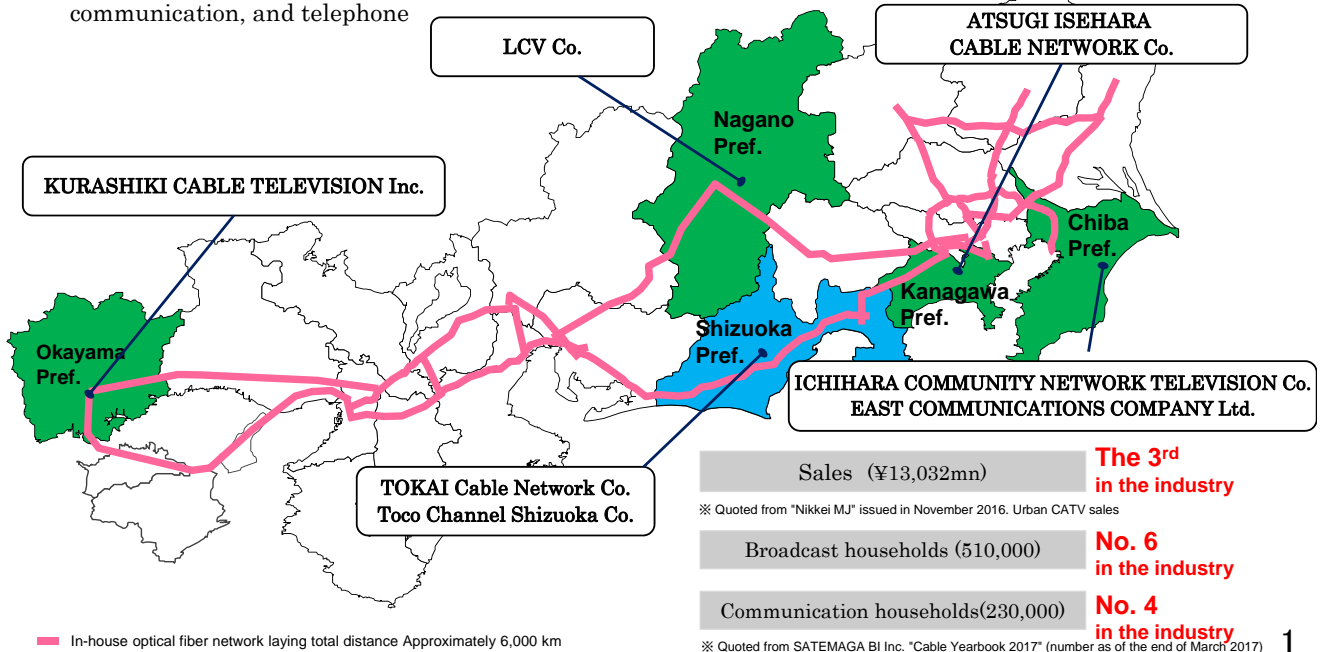 communication, and telephone
ATSUGI ISEHARA
CABLE NETWORK Co.
LCV Co.
Nagano
Pref.
KURASHIKI CABLE TELEVISION Inc.
Chiba
Pref.
Kanagawa
Pref.
Shizuoka
Pref.
Okayama
Pref.
ICHIHARA COMMUNITY NETWORK TELEVISION Co.
EAST COMMUNICATIONS COMPANY Ltd.
TOKAI Cable Network Co.
Toco Channel Shizuoka Co.
Sales (¥13,032mn)
The 3rd
in the industry
※ Quoted from "Nikkei MJ" issued in November 2016. Urban CATV sales
Broadcast households (510,000)
No. 6
in the industry
Communication households(230,000)
No. 4
in the industry
※ Quoted from SATEMAGA BI Inc. "Cable Yearbook 2017" (number as of the end of March 2017)
In-house optical fiber network laying total distance Approximately 6,000 km
1